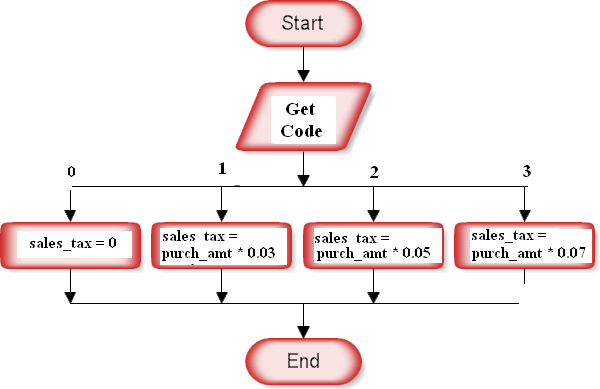 Start
Get
Code
0
1
2
3
sales_tax = 0
sales tax =
purch_amt * 0.03
sales tax =
purch_amt * 0.05
sales_tax =
purch_amt * 0.07
End